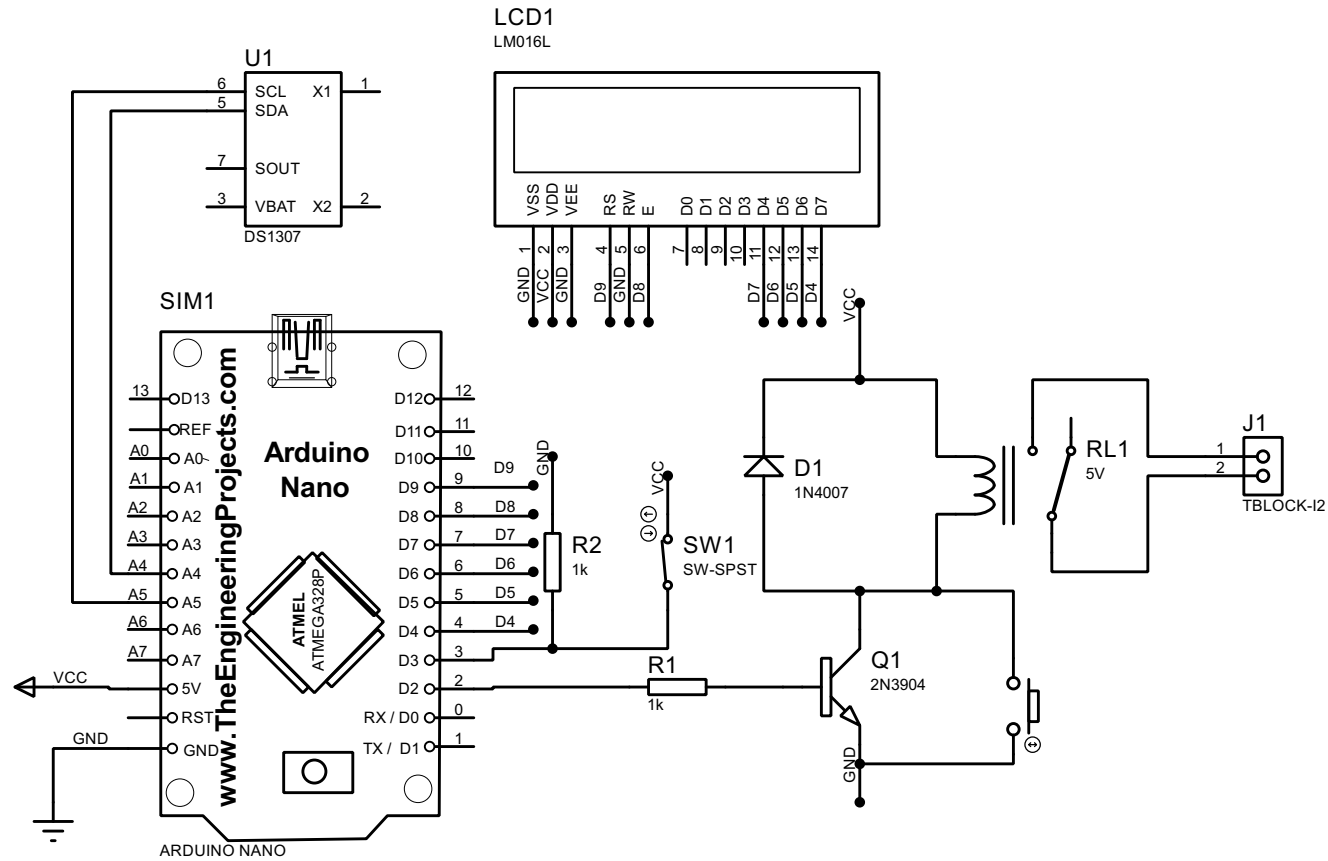 LCD1
LM016L
U1
6 SCL X1 1
5 SDA
7 SOUT
3 VBAT X2 2
DS1307
VSS VDD VEE RS RW E D0 D1 D2 D3 D4 D5 D6 D7
1 2 3 4 5 6 7 8 9 10 11 12 13 14
GND VCC GND D9 GND D8 D7 D6 D5 D4
SIM1
www.TheEngineeringProjects.com
Arduino
Nano
ATMEL
ATMEGA328P
13 D13
REF
A0 A0
A1 A1
A2 A2
A3 A3
A4 A4
A5 A5
A6 A6
A7 A7
VCC 5V
RST
GND GND
D12 12
D11 11
D10 10
D9 9 D9
D8 8 D8
D7 7 D7
D6 6 D6
D5 5 D5
D4 4 D4
D3 3
D2 2
RX / D0 0
TX / D1 1
ARDUINO NANO
GND
R2
1k
VCC
SW1
SW-SPST
R1
1k
VCC
D1
1N4007
Q1
2N3904
GND
RL1
5V
J1
1
2
TBLOCK-I2